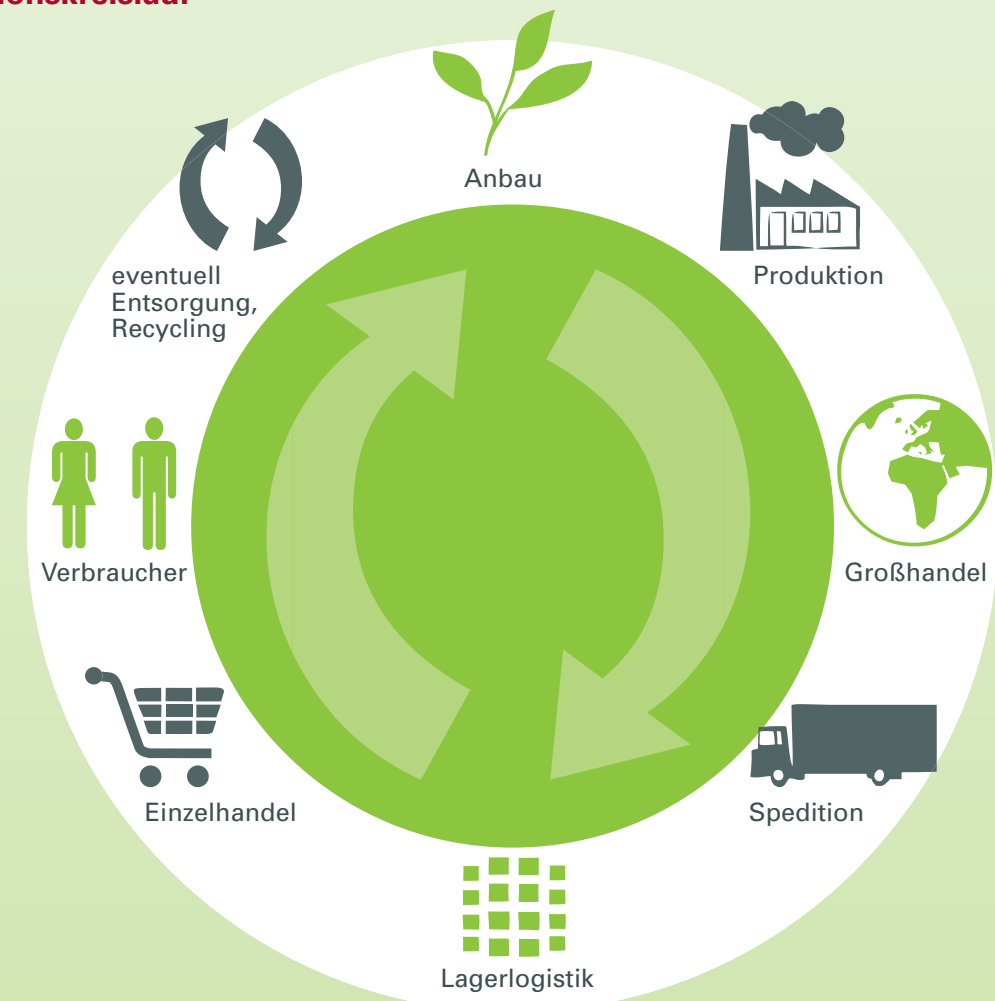 Anbau
Produktion
Großhandel
Spedition
Lagerlogistik
Einzelhandel
Verbraucher
eventuell
Entsorgung,
Recycling